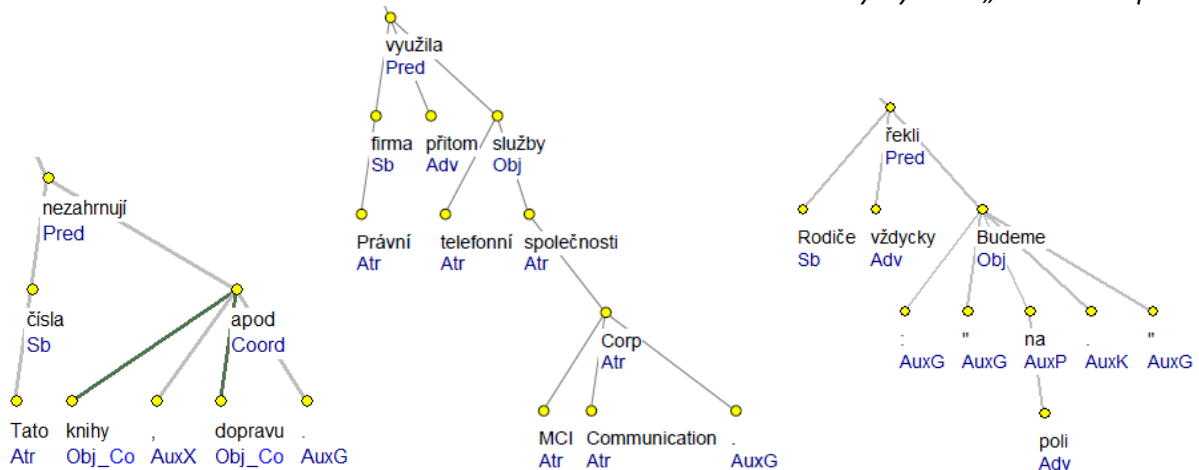 nezahrnují
Pred
čísla apod
Sb Coord
Tato knihy , dopravu .
Atr Obj_Co AuxX Obj_Co AuxG
využila
Pred
firma přitom služby
Sb Adv Obj
Právní telefonní společnosti
Atr Atr Atr
Corp
Atr
MCI Communication .
Atr Atr AuxG
řekli
Pred
Rodiče vždycky Budeme
Sb Adv Obj
: " na . "
AuxG AuxG AuxP AuxK AuxG
poli
Adv